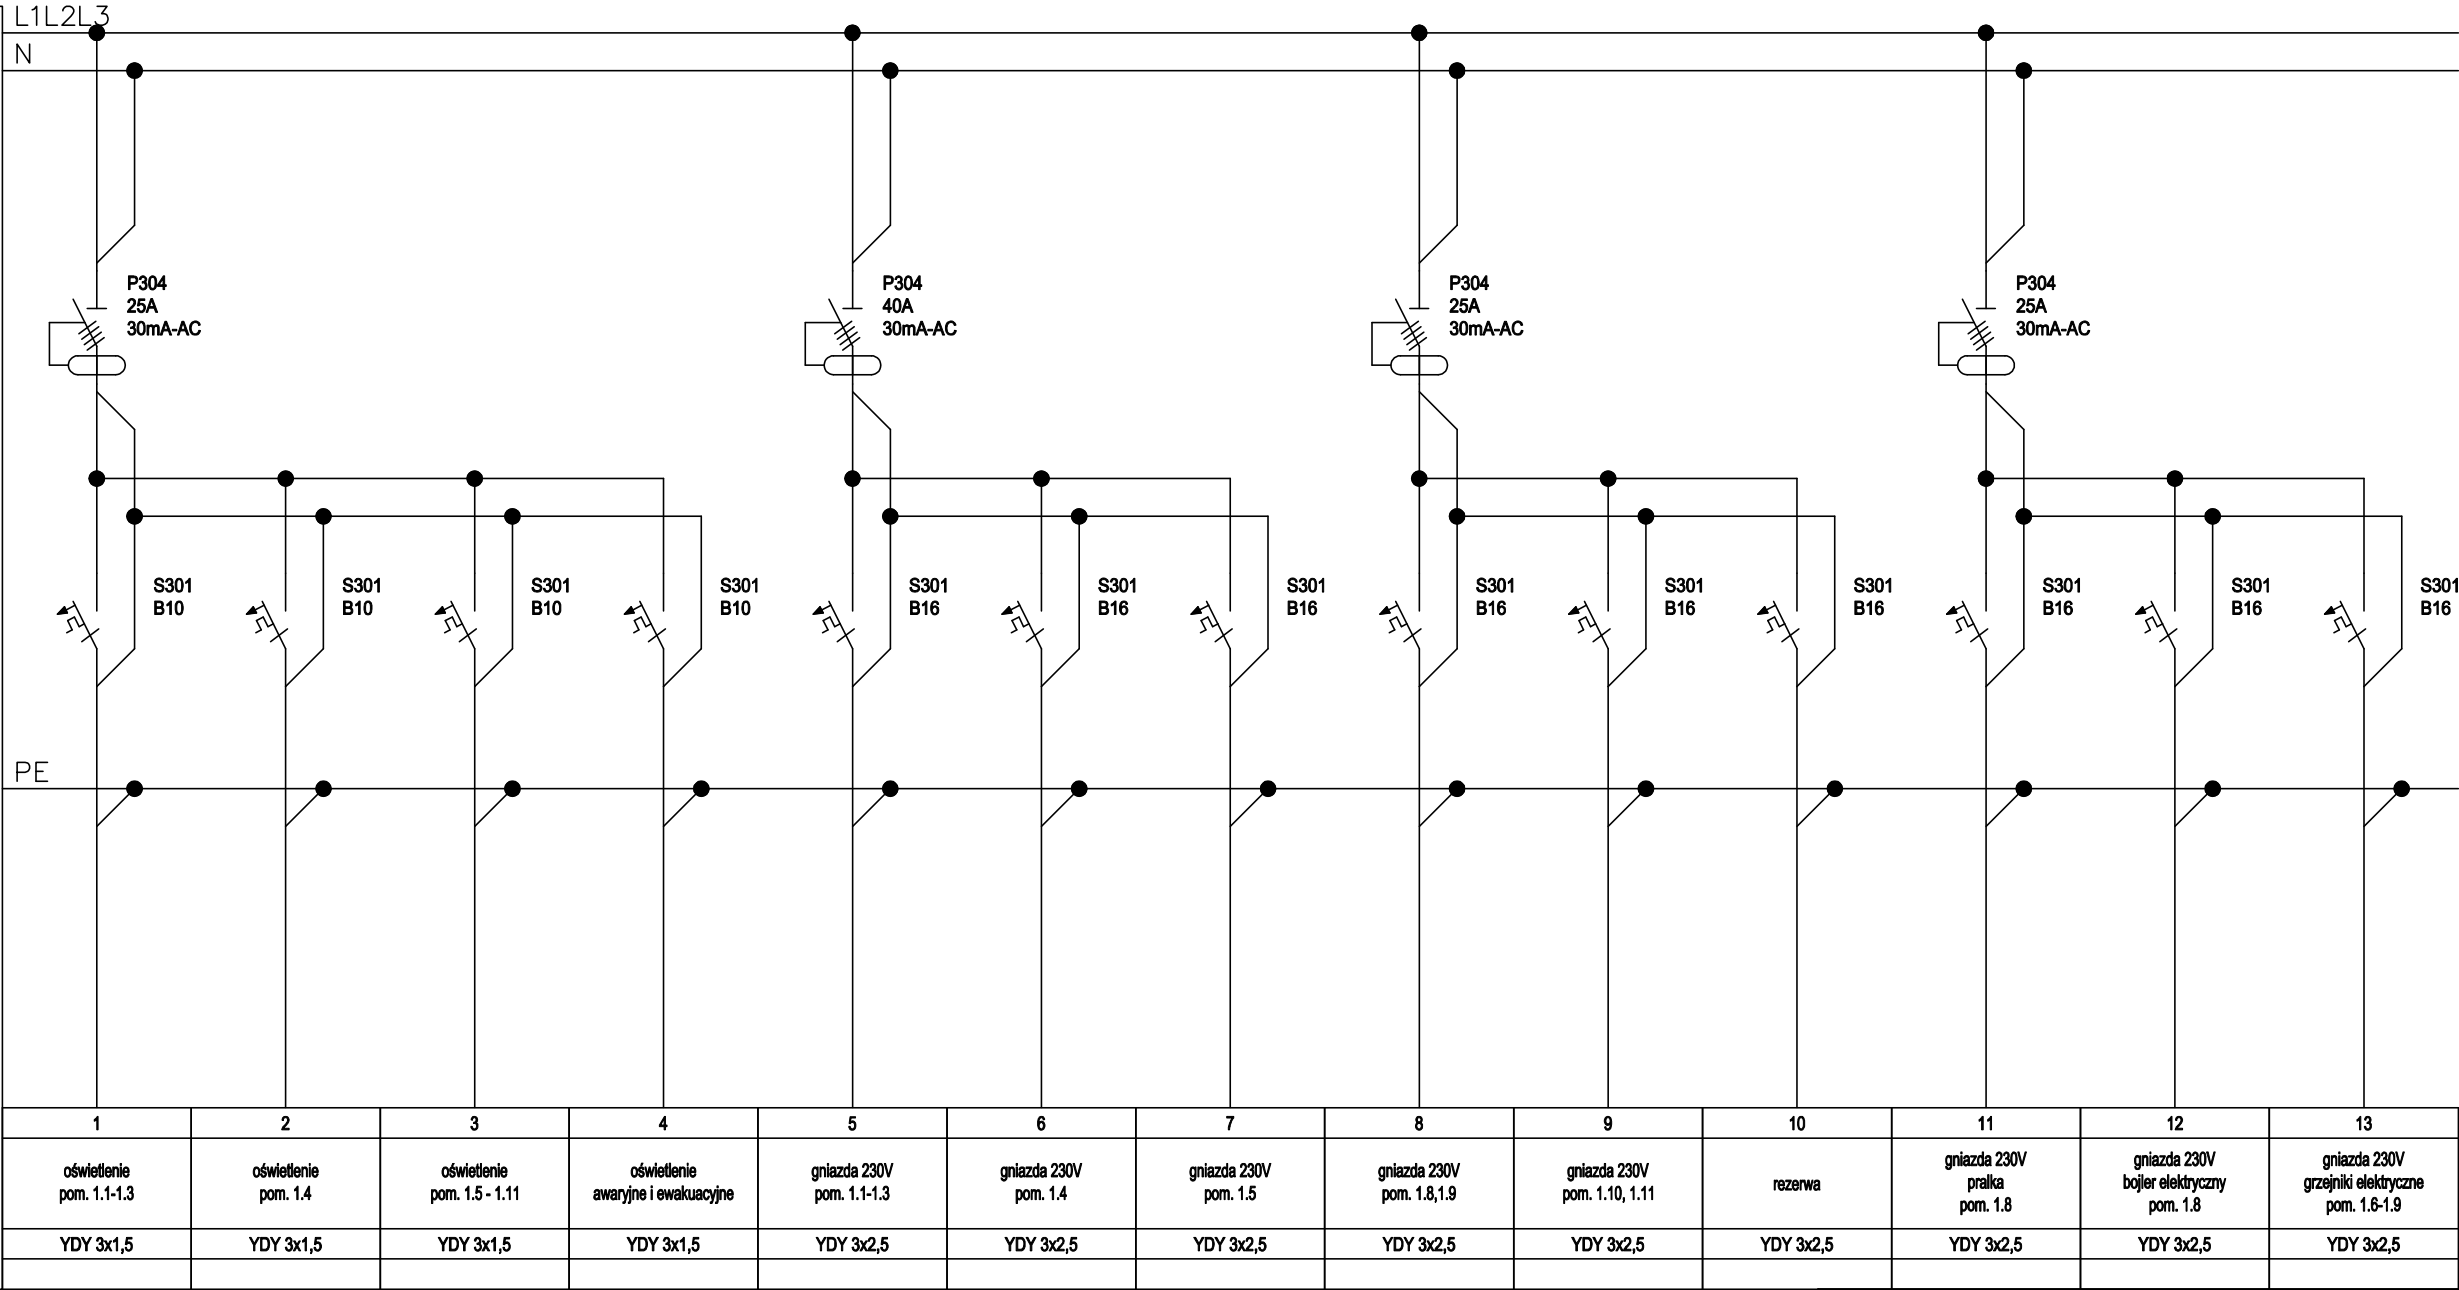 L1L2L3
N
P304
25A
30mA-AC
P304
40A
30mA-AC
P304
25A
30mA-AC
P304
25A
30mA-AC
S301
B10
S301
B10
S301
B10
S301
B10
S301
B16
S301
B16
S301
B16
S301
B16
S301
B16
S301
B16
S301
B16
S301
B16
S301
B16
PE
1 2 3 4 5 6 7 8 9 10 11 12 13
oświetlenie
pom. 1.1-1.3
oświetlenie
pom. 1.4
oświetlenie
pom. 1.5 - 1.11
oświetlenie
awaryjne i ewakuacyjne
gniazda 230V
pom. 1.1-1.3
gniazda 230V
pom. 1.4
gniazda 230V
pom. 1.5
gniazda 230V
pom. 1.8,1.9
gniazda 230V
pom. 1.10, 1.11
rezerwa
gniazda 230V
pralka
pom. 1.8
gniazda 230V
bojler elektryczny
pom. 1.8
gniazda 230V
grzejniki elektryczne
pom. 1.6-1.9
YDY 3x1,5 YDY 3x1,5 YDY 3x1,5 YDY 3x1,5 YDY 3x2,5 YDY 3x2,5 YDY 3x2,5 YDY 3x2,5 YDY 3x2,5 YDY 3x2,5 YDY 3x2,5 YDY 3x2,5 YDY 3x2,5